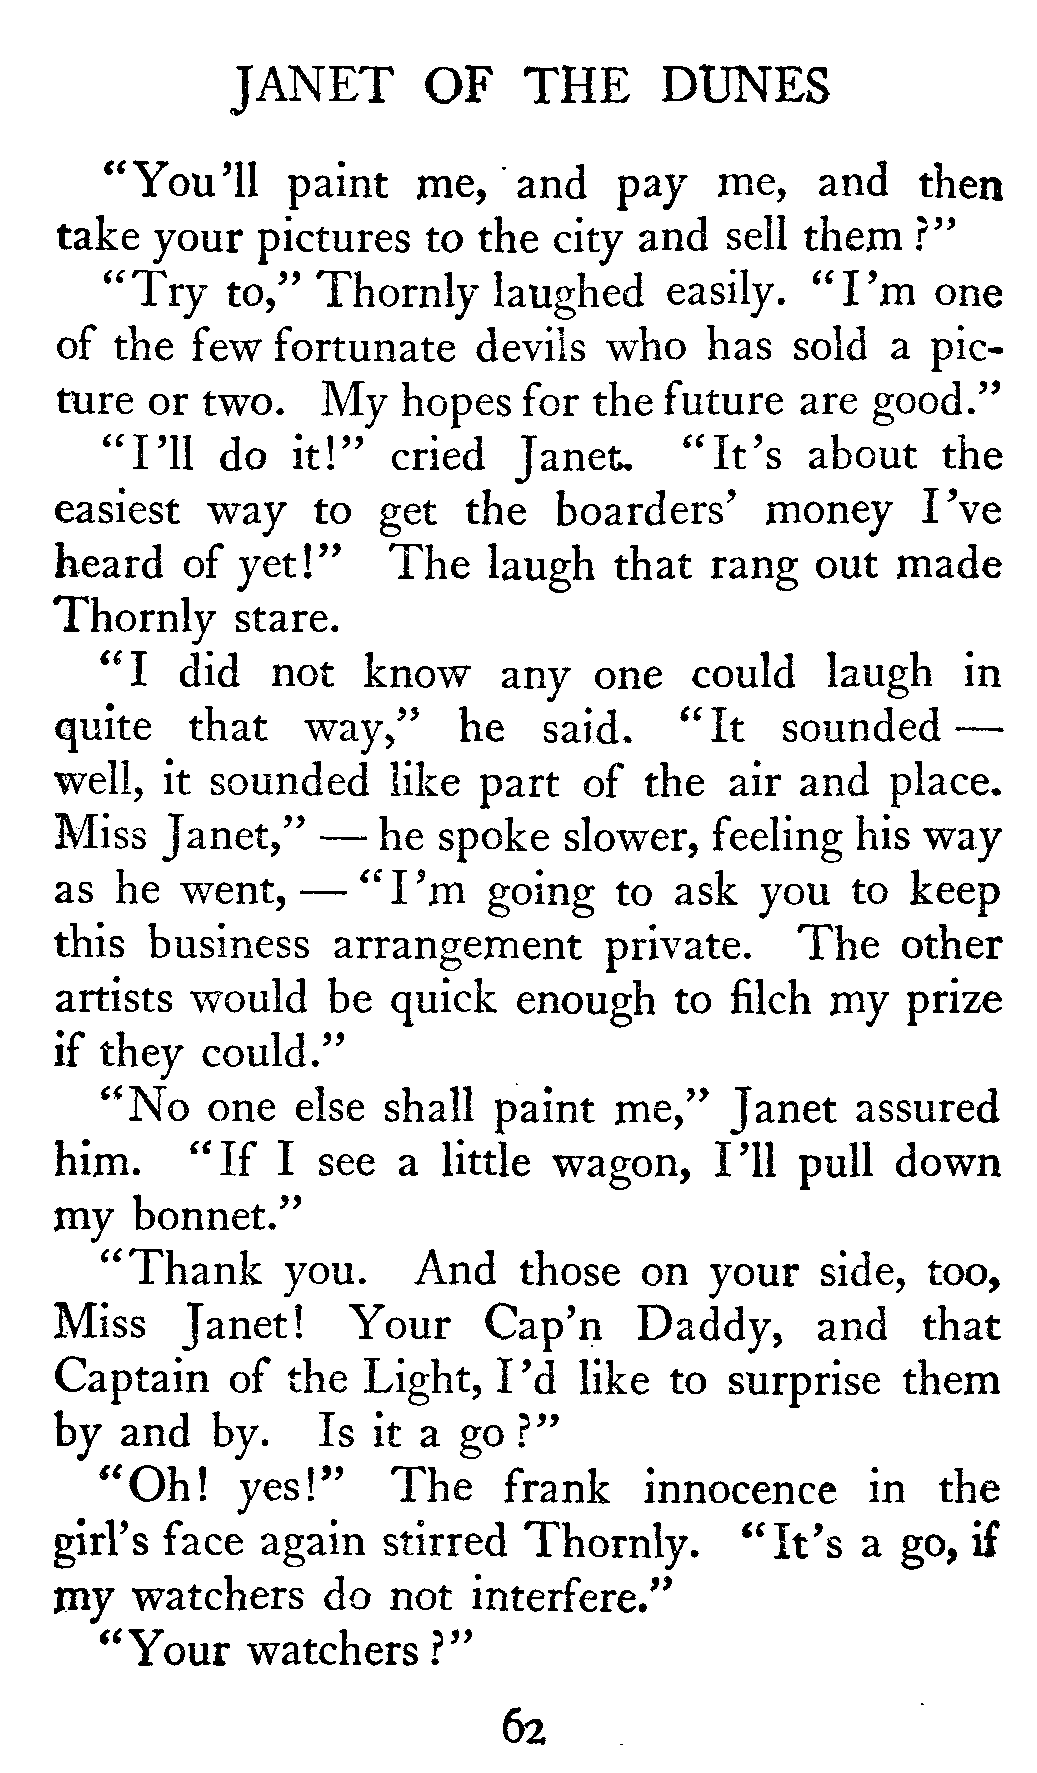 JANET OF THE DUNES
"You'll paint me, and pay me, and then
take your pictures to the city and sell them?"
"Try to," Thornly laughed easily. "I'm one
of the few fortunate devils who has sold a pic-
ture or two. My hopes for the future are good."
"I'll do it!" cried Janet. "It's about the
easiest way to get the boarders' money I've
heard of yet!" The laugh that rang out made
Thornly stare.
"I did not know any one could laugh in
quite that way," he said. "It sounded —
well, it sounded like part of the air and place.
Miss Janet," — he spoke slower, feeling his way
as he went, — "I'm going to ask you to keep
this business arrangement private. The other
artists would be quick enough to filch my prize
if they could."
"No one else shall paint me," Janet assured
him. "If I see a little wagon, I'll pull down
my bonnet."
"Thank you. And those on your side, too,
Miss Janet! Your Cap'n Daddy, and that
Captain of the Light, I'd like to surprise them
by and by. Is it a go?"
"Oh! yes!" The frank innocence in the
girl's face again stirred Thornly. "It's a go, if
my watchers do not interfere."
"Your watchers?"
62